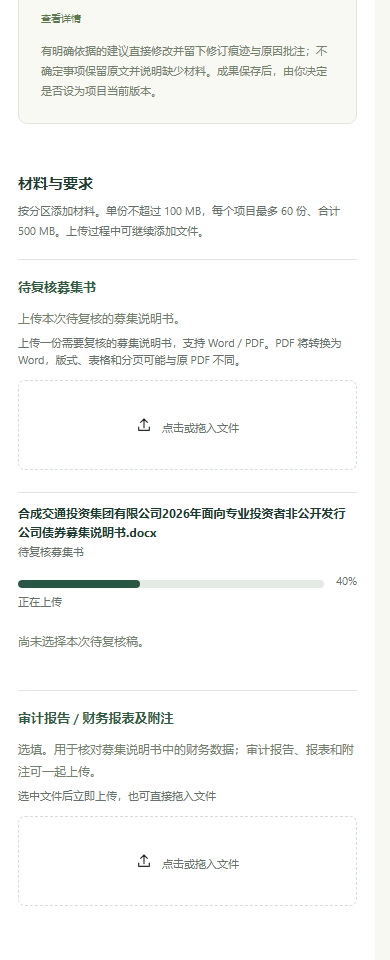 查看详情
有明确依据的建议直接修改并留下修订痕迹与原因批注；不
确定事项保留原文并说明缺少材料。成果保存后，由你决定
是否设为项目当前版本。
材料与要求
按分区添加材料。单份不超过 100 MB，每个项目最多 60 份、合计
500 MB。上传过程中可继续添加文件。
待复核募集书
上传本次待复核的募集说明书。
上传一份需要复核的募集说明书，支持 Word / PDF。PDF 将转换为
Word，版式、表格和分页可能与原 PDF 不同。
点击或拖入文件
合成交通投资集团有限公司2026年面向专业投资者非公开发行
公司债券募集说明书.docx
待复核募集书
40%
正在上传
尚未选择本次待复核稿。
审计报告 / 财务报表及附注
选填。用于核对募集说明书中的财务数据；审计报告、报表和附
注可一起上传。
选中文件后立即上传，也可直接拖入文件
点击或拖入文件